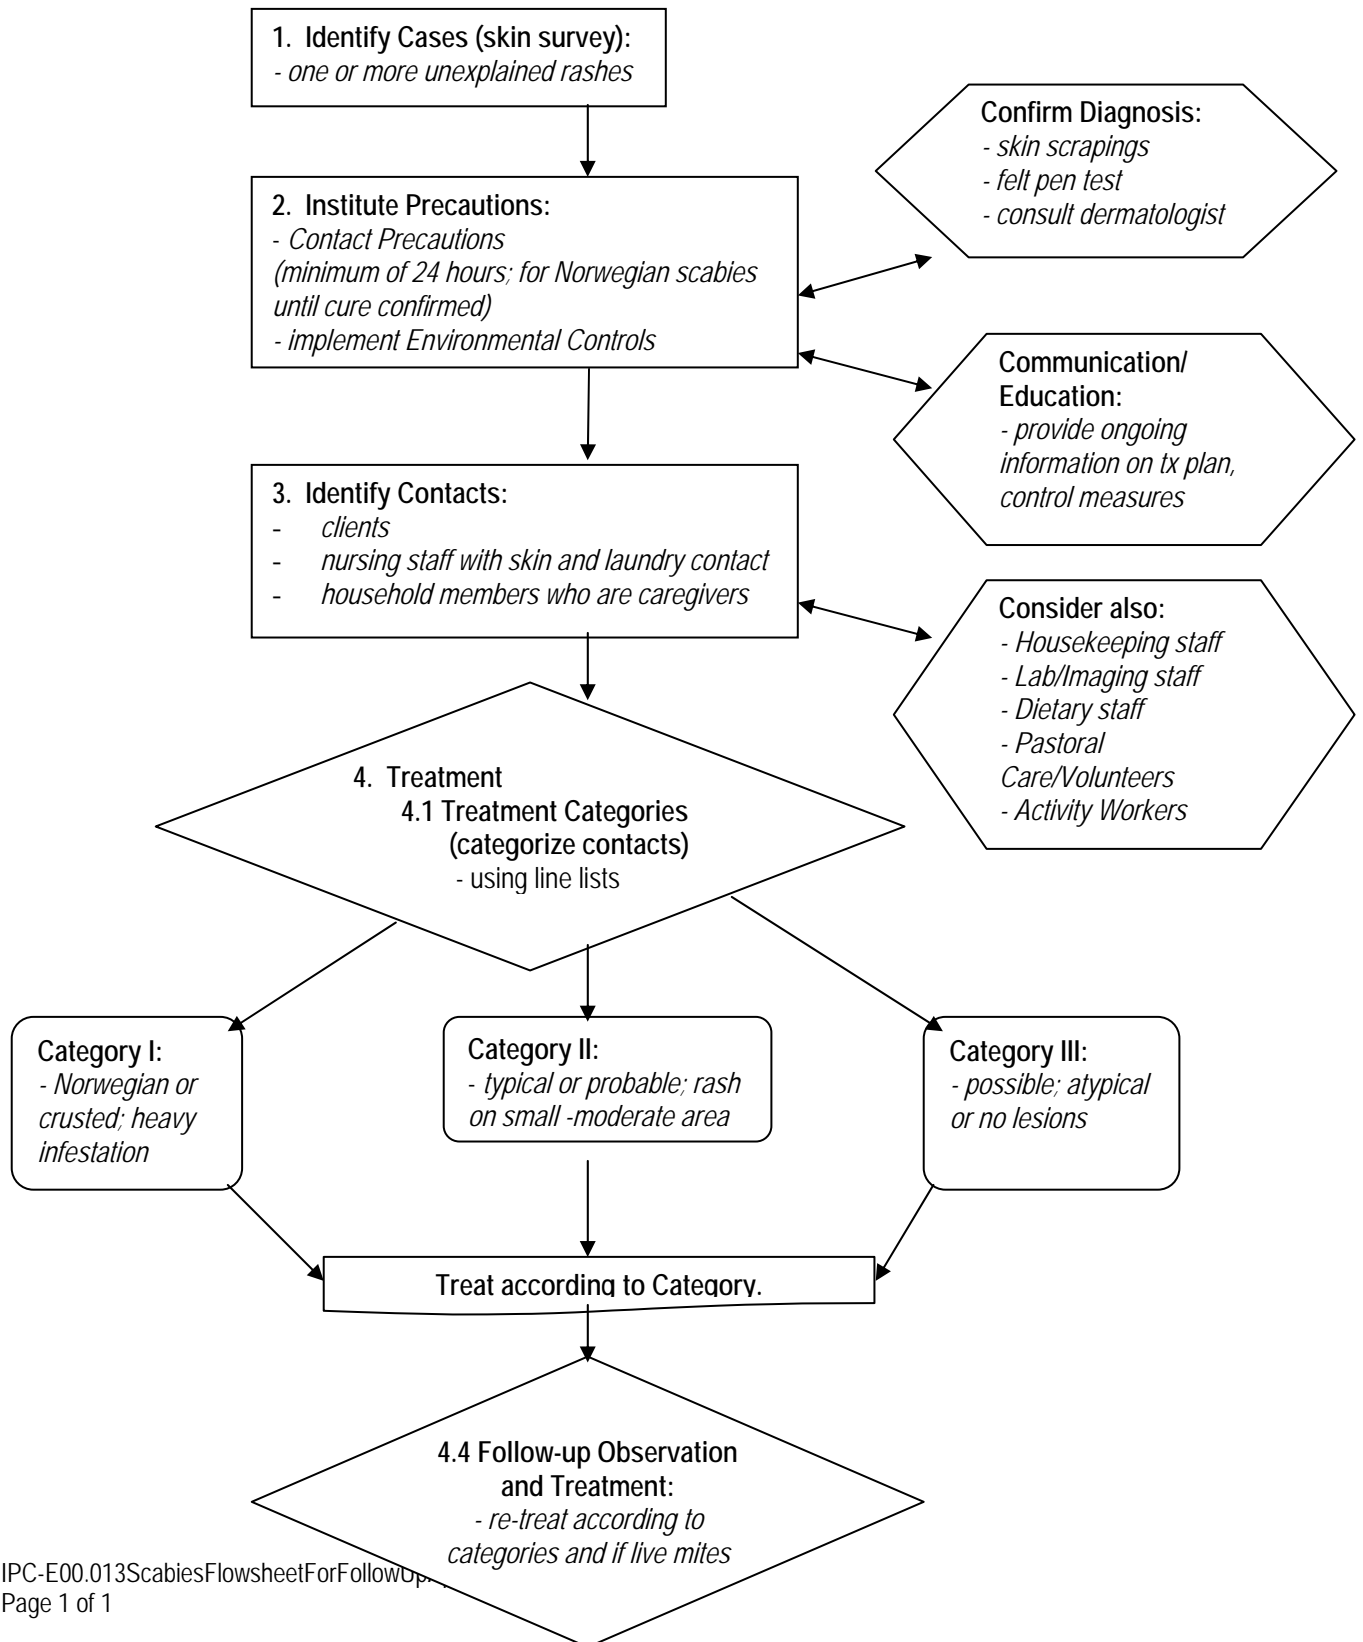 1. Identify Cases (skin survey):
- one or more unexplained rashes
Confirm Diagnosis:
- skin scrapings
- felt pen test
- consult dermatologist
2. Institute Precautions:
- Contact Precautions
(minimum of 24 hours; for Norwegian scabies
until cure confirmed)
- implement Environmental Controls
Communication/
Education:
- provide ongoing
information on tx plan,
control measures
3. Identify Contacts:
- clients
- nursing staff with skin and laundry contact
- household members who are caregivers
Consider also:
- Housekeeping staff
- Lab/Imaging staff
- Dietary staff
- Pastoral
Care/Volunteers
- Activity Workers
4. Treatment
4.1 Treatment Categories
(categorize contacts)
- using line lists
Category I:
- Norwegian or
crusted; heavy
infestation
Category II:
- typical or probable; rash
on small -moderate area
Category III:
- possible; atypical
or no lesions
Treat according to Category.
4.4 Follow-up Observation
and Treatment:
- re-treat according to
categories and if live mites
IPC-E00.013ScabiesFlowsheetForFollowUp
Page 1 of 1